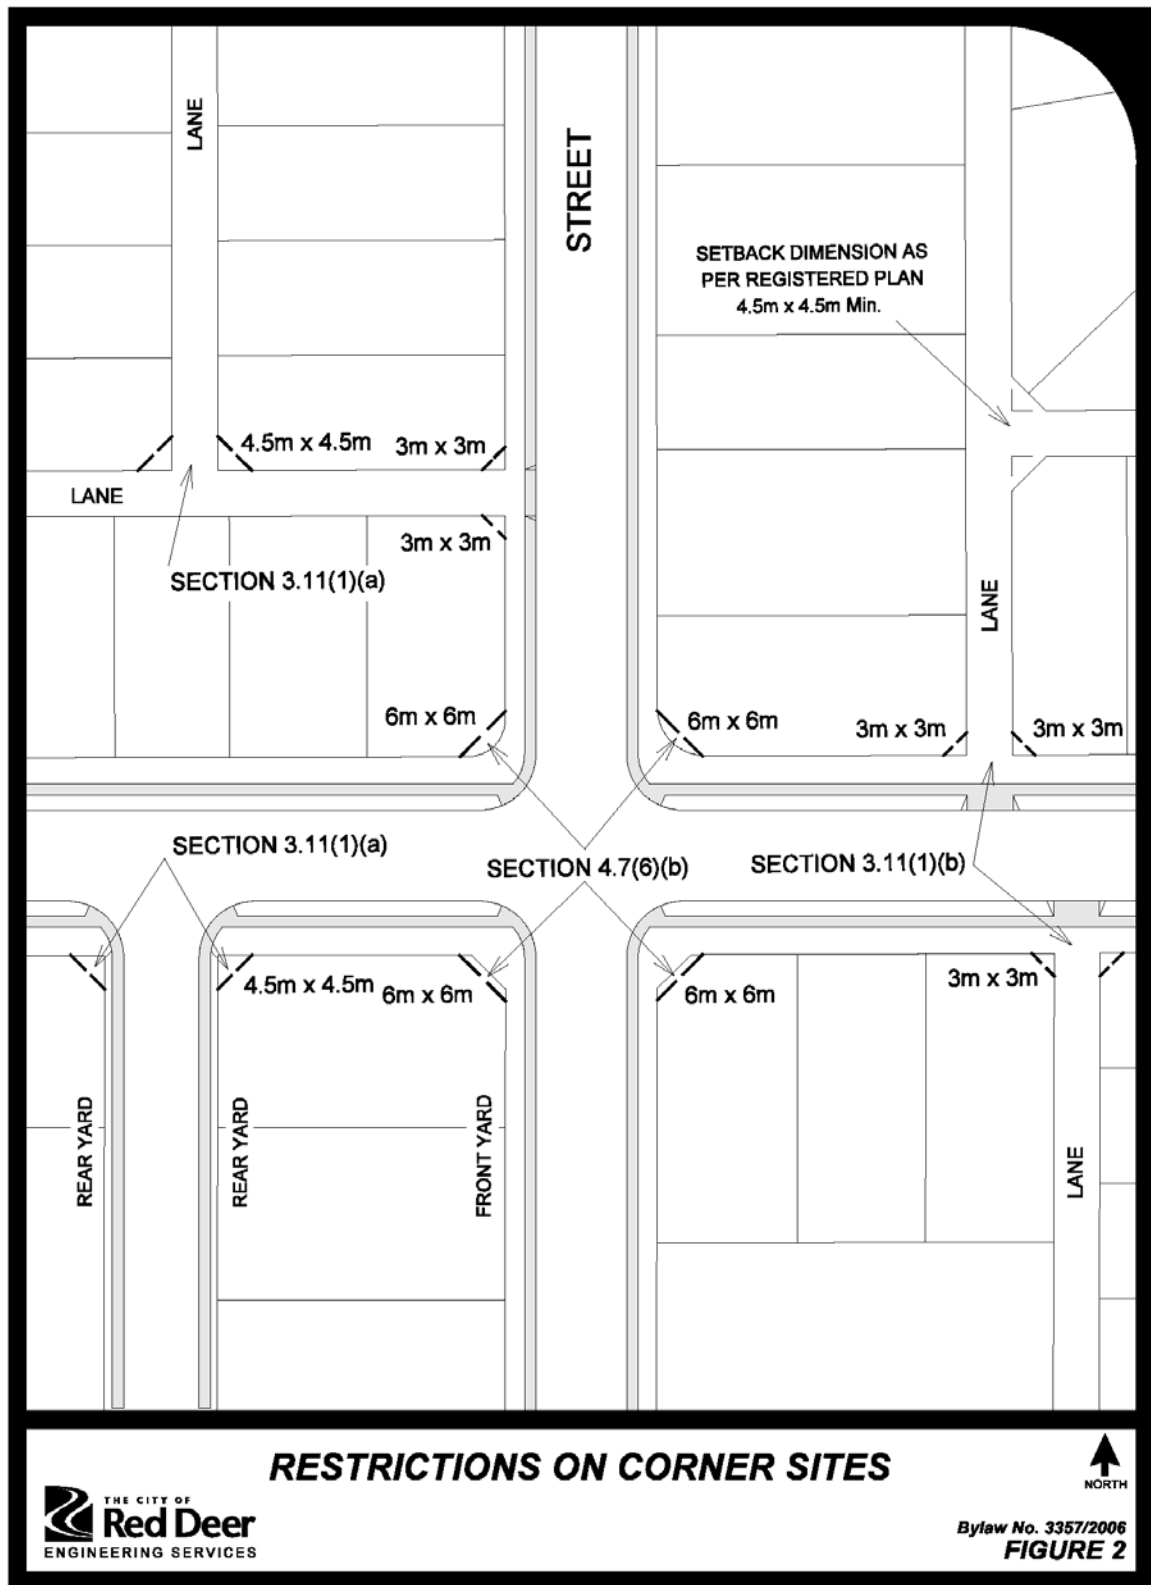 LANE
STREET
SETBACK DIMENSION AS
PER REGISTERED PLAN
4.5m x 4.5m Min.
4.5m x 4.5m
3m x 3m
LANE
3m x 3m
SECTION 3.11(1)(a)
LANE
6m x 6m
6m x 6m
3m x 3m
3m x 3m
SECTION 3.11(1)(a)
SECTION 4.7(6)(b)
SECTION 3.11(1)(b)
4.5m x 4.5m
6m x 6m
6m x 6m
3m x 3m
REAR YARD
REAR YARD
FRONT YARD
LANE
RESTRICTIONS ON CORNER SITES
NORTH
THE CITY OF
Red Deer
ENGINEERING SERVICES
Bylaw No. 3357/2006
FIGURE 2